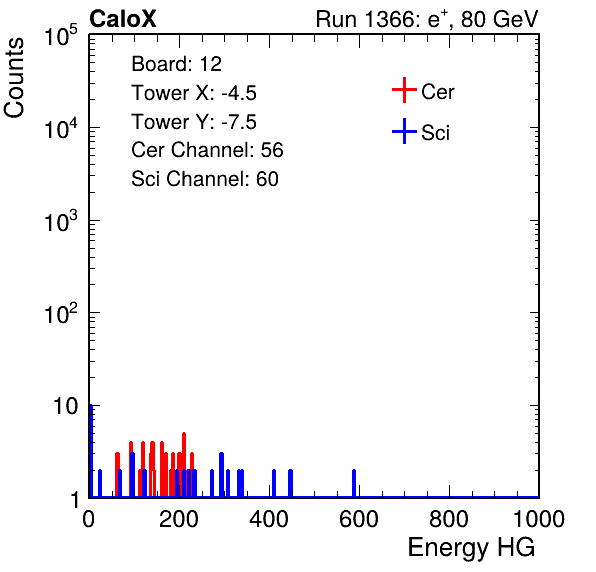 CaloX Run 1366: e⁺, 80 GeV
Counts
10⁵
10⁴
10³
10²
10
1
Board: 12
Tower X: -4.5
Tower Y: -7.5
Cer Channel: 56
Sci Channel: 60
Cer
Sci
0 200 400 600 800 1000
Energy HG